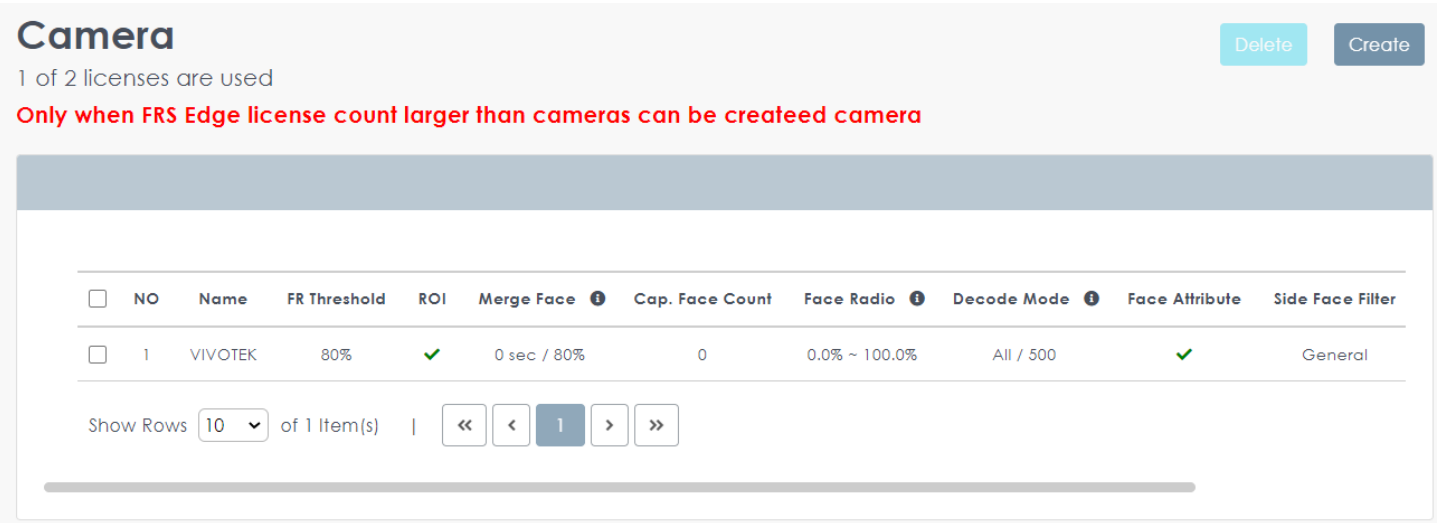 Camera
Delete
Create
1 of 2 licenses are used
Only when FRS Edge license count larger than cameras can be createed camera
NO Name FR Threshold ROI Merge Face Cap. Face Count Face Radio Decode Mode Face Attribute Side Face Filter
1 VIVOTEK 80% 0 sec / 80% 0 0.0% ~ 100.0% All / 500 General
Show Rows 10 of 1 Item(s) | « ‹ 1 › »